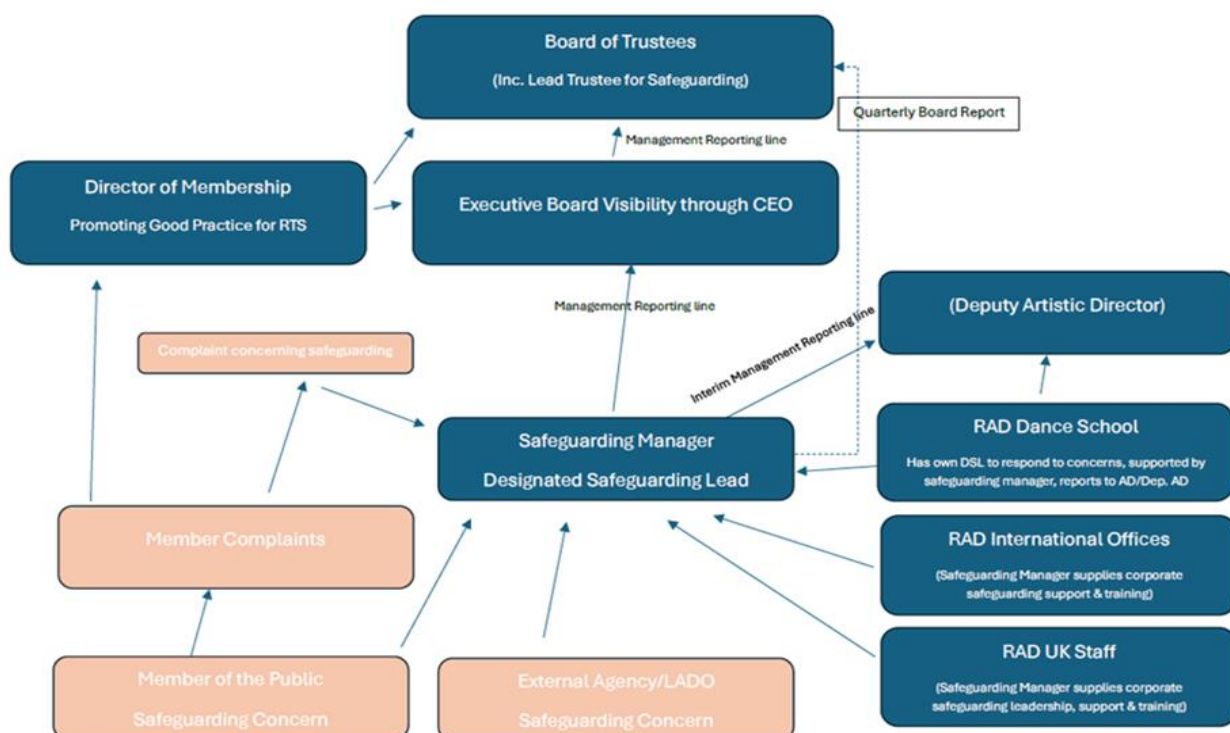 Board of Trustees
(Inc. Lead Trustee for Safeguarding)
Quarterly Board Report
Management Reporting line
Director of Membership
Promoting Good Practice for RTS
Executive Board Visibility through CEO
Management Reporting line
Interim Management Reporting line
(Deputy Artistic Director)
Complaint concerning safeguarding
Safeguarding Manager
Designated Safeguarding Lead
RAD Dance School
Has own DSL to respond to concerns, supported by
safeguarding manager, reports to AD/Dep. AD
Member Complaints
RAD International Offices
(Safeguarding Manager supplies corporate
safeguarding support & training)
RAD UK Staff
(Safeguarding Manager supplies corporate
safeguarding leadership, support & training)
Member of the Public
Safeguarding Concern
External Agency/LADO
Safeguarding Concern